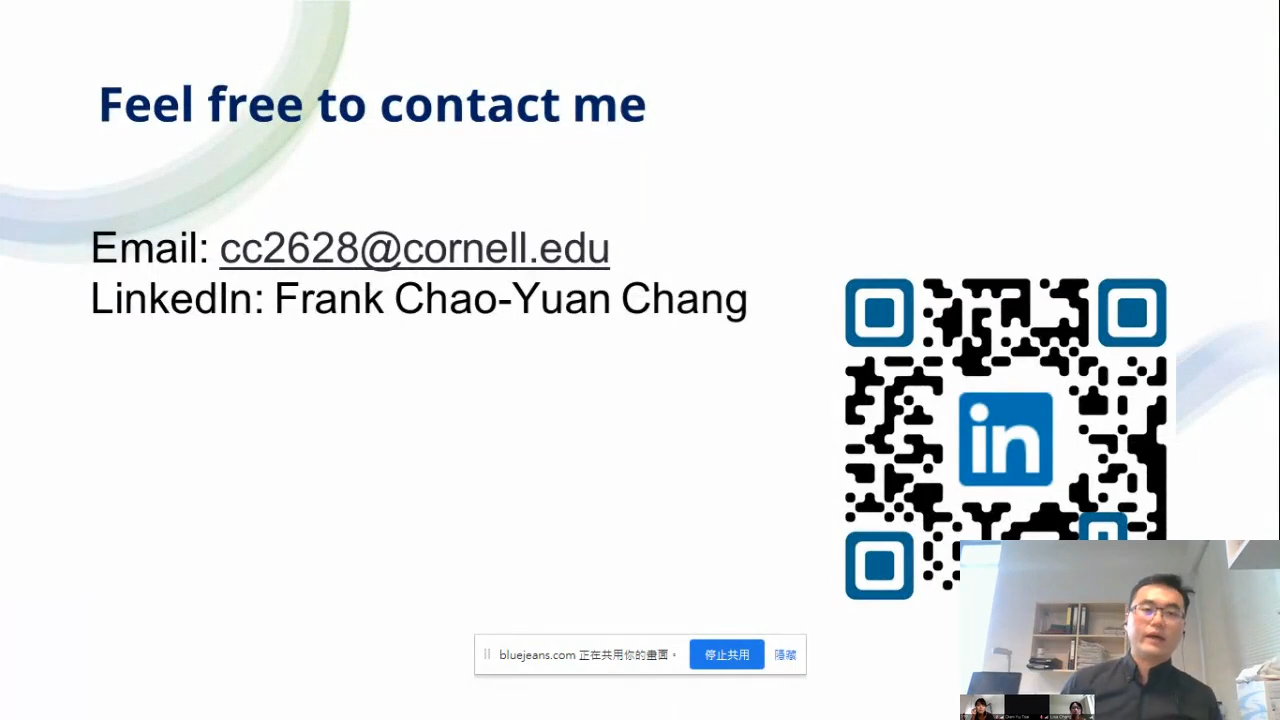 Feel free to contact me
Email: cc2628@cornell.edu
LinkedIn: Frank Chao-Yuan Chang
in
bluejeans.com 正在共用你的畫面。 停止共用 隱藏